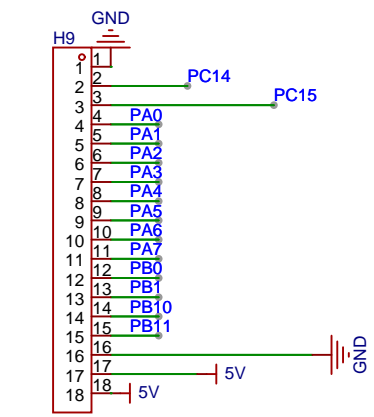 GND
H9
1 1
2 2 PC14
3 3 PC15
4 4 PA0
5 5 PA1
6 6 PA2
7 7 PA3
8 8 PA4
9 9 PA5
10 10 PA6
11 11 PA7
12 12 PB0
13 13 PB1
14 14 PB10
15 15 PB11
16 16 GND
17 17 5V
18 18 5V